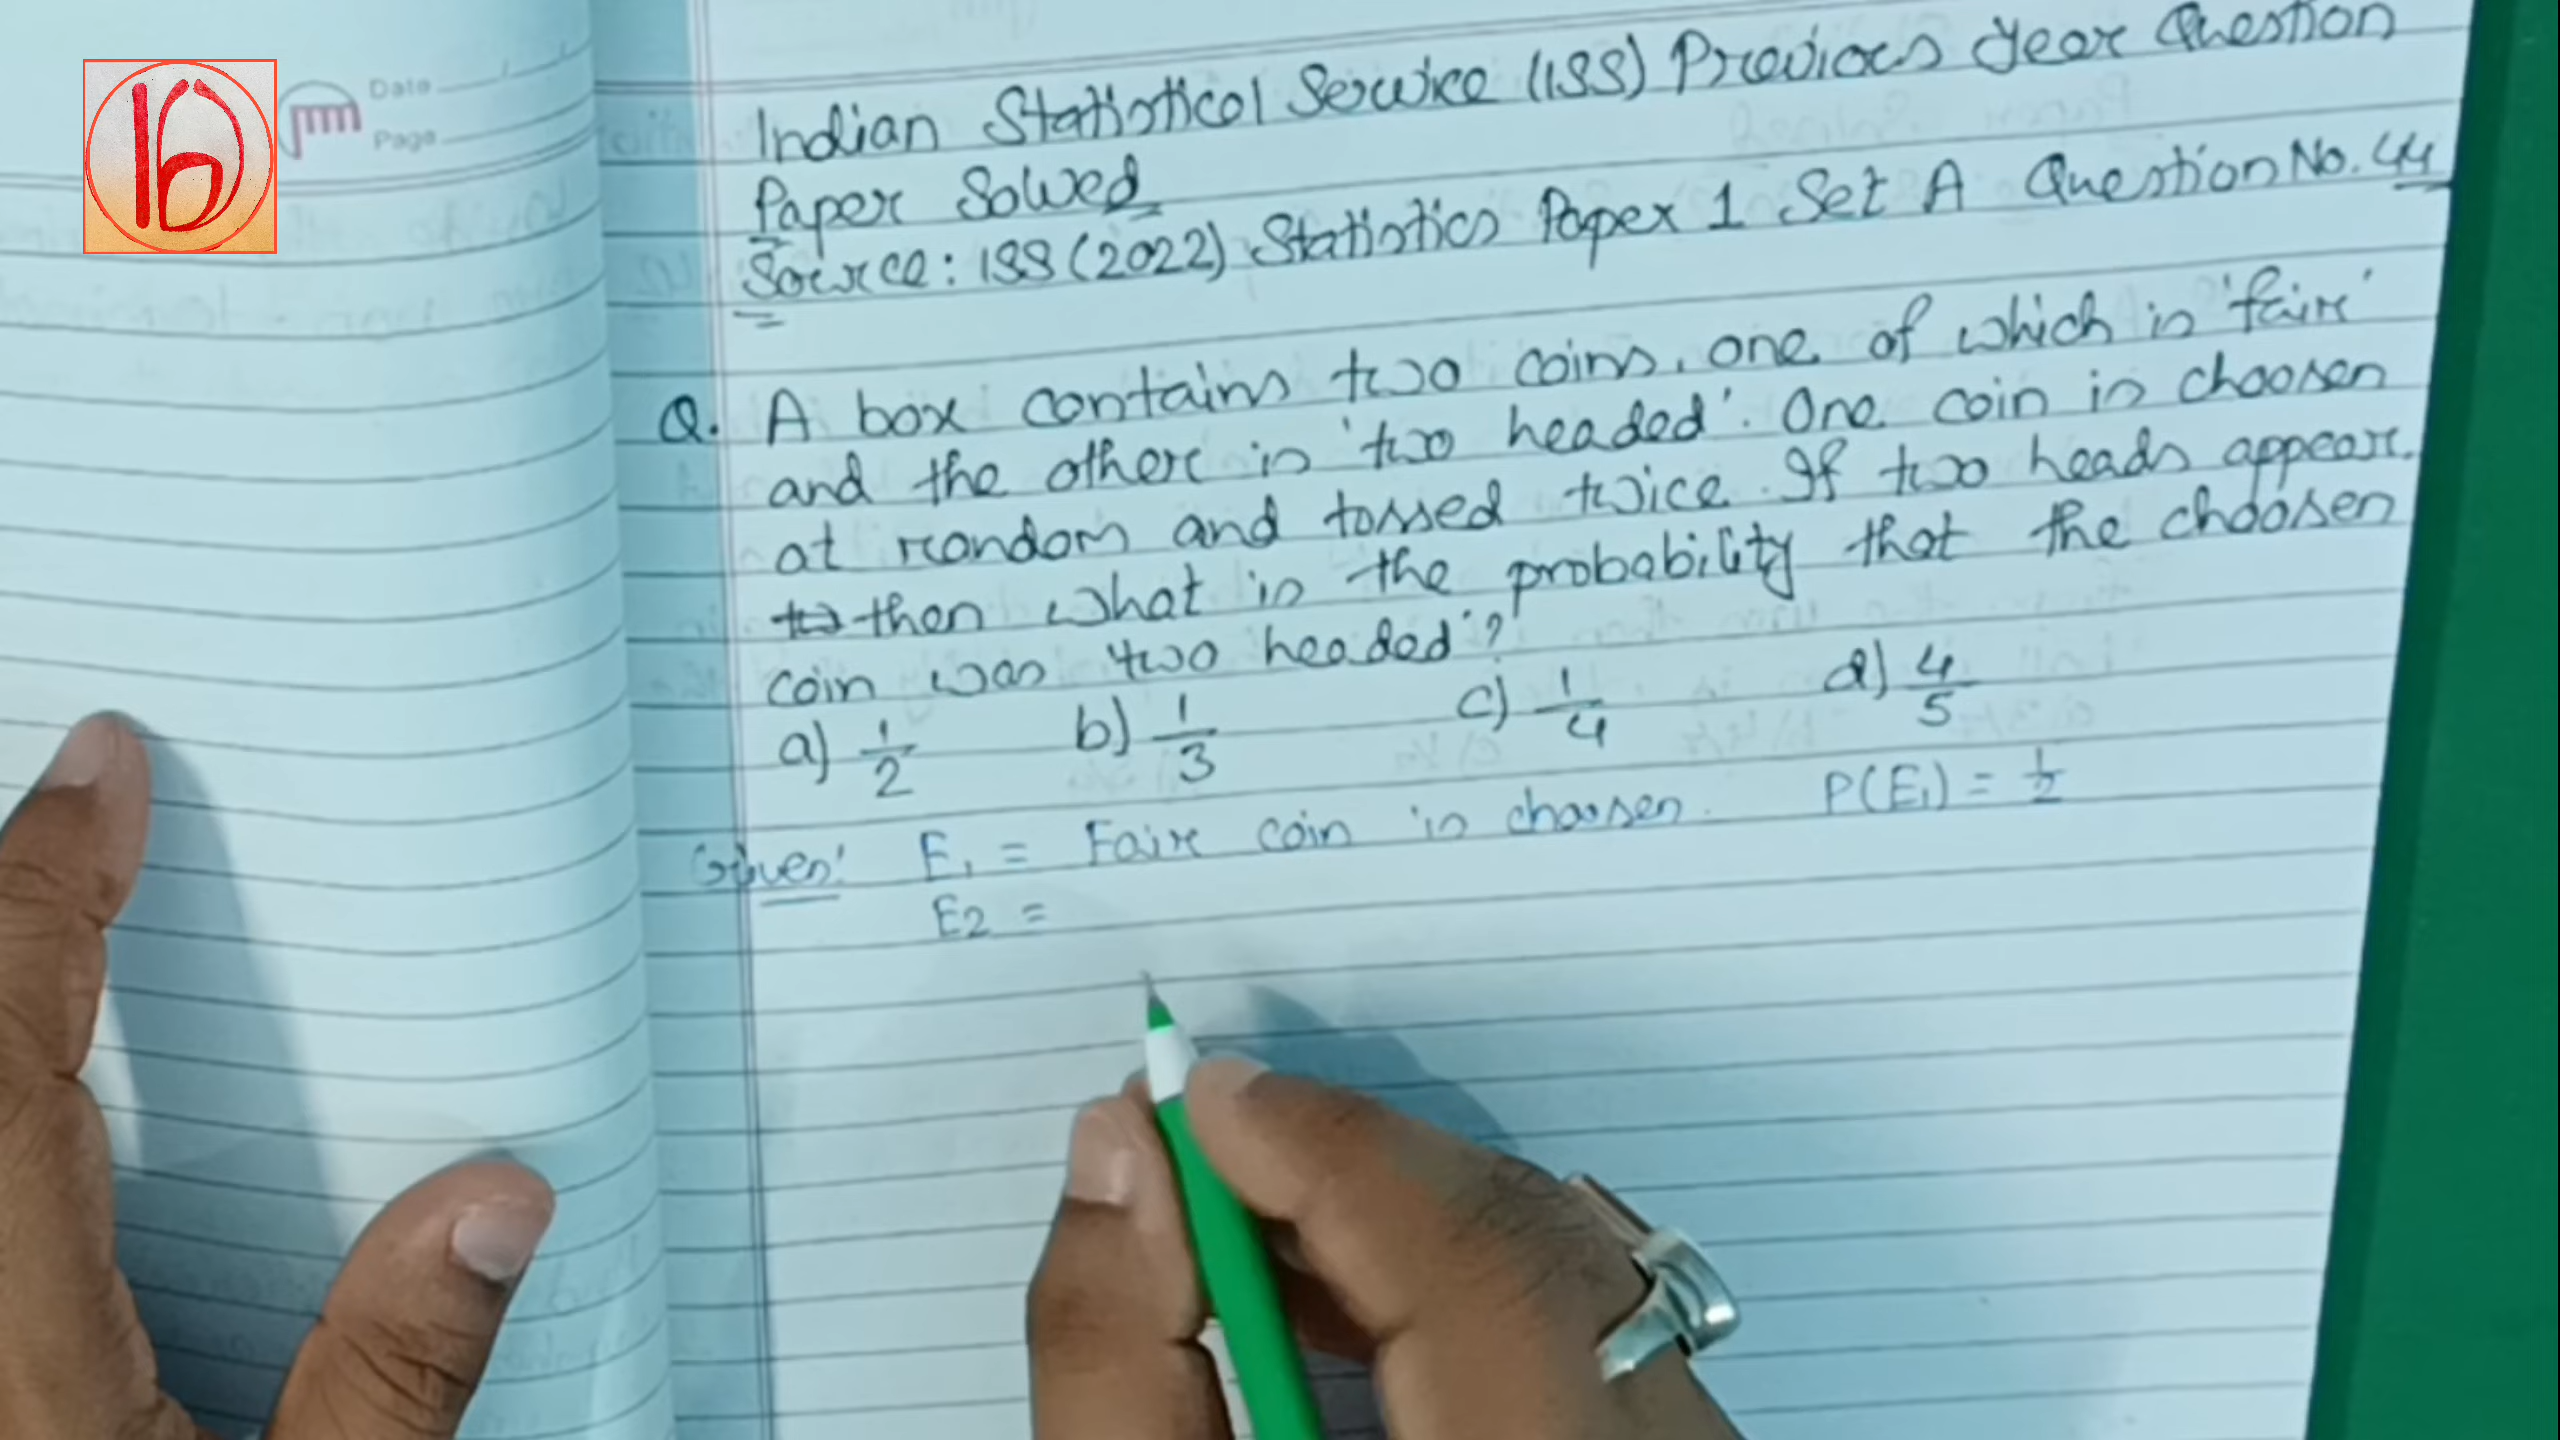 Date
Page
Indian Statistical Service (ISS) Previous Year Question
Paper Solved
Source: ISS (2022) Statistics Paper 1 Set A Question No. 44
Q. A box contains two coins, one of which is 'fair'
and the other is 'two headed'. One coin is choosen
at random and tossed twice. If two heads appear.
then what is the probability that the choosen
coin was 'two headed'?
a) 1/2 b) 1/3 c) 1/4 d) 4/5
Given: E1 = Fair coin is choosen. P(E1) = 1/2
E2 =